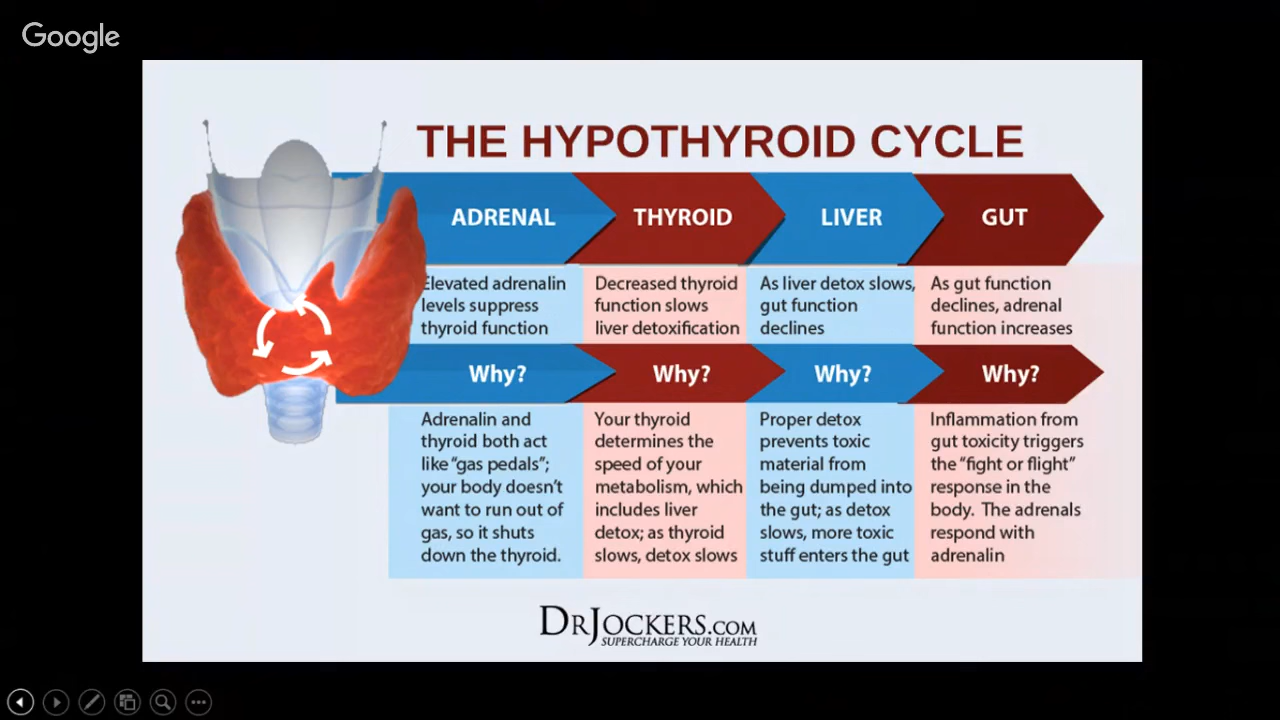 Google
THE HYPOTHYROID CYCLE
ADRENAL
THYROID
LIVER
GUT
Elevated adrenalin
levels suppress
thyroid function
Decreased thyroid
function slows
liver detoxification
As liver detox slows,
gut function
declines
As gut function
declines, adrenal
function increases
Why?
Why?
Why?
Why?
Adrenalin and
thyroid both act
like “gas pedals”;
your body doesn’t
want to run out of
gas, so it shuts
down the thyroid.
Your thyroid
determines the
speed of your
metabolism, which
includes liver
detox; as thyroid
slows, detox slows
Proper detox
prevents toxic
material from
being dumped into
the gut; as detox
slows, more toxic
stuff enters the gut
Inflammation from
gut toxicity triggers
the “fight or flight”
response in the
body.  The adrenals
respond with
adrenalin
DRJOCKERS.COM
SUPERCHARGE YOUR HEALTH